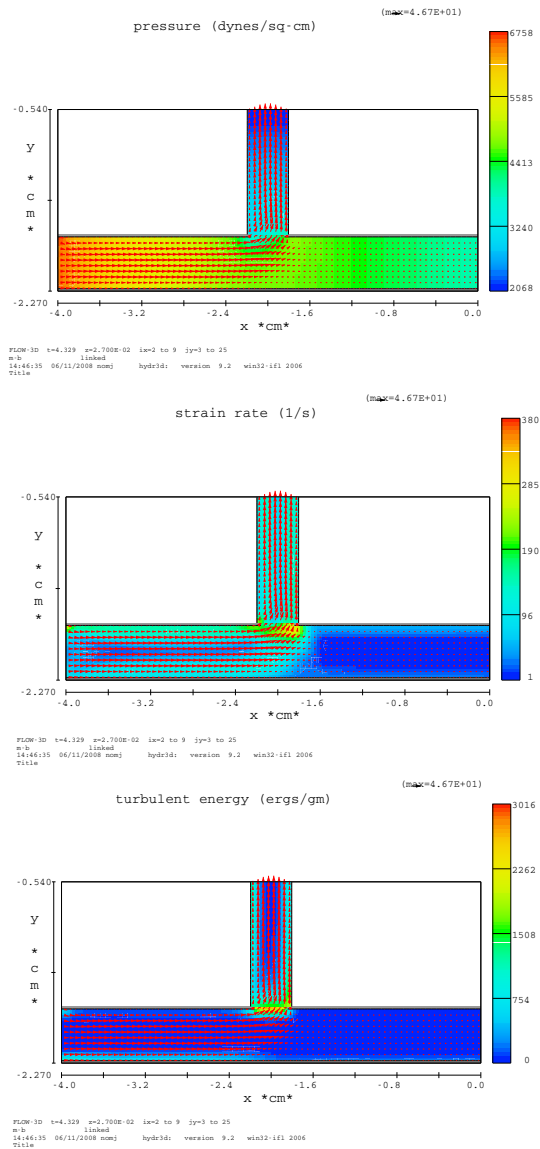 (max=4.67E+01)
pressure (dynes/sq-cm)
6758
5585
4413
3240
2068
-0.540
y
*
c
m
*
-2.270
-4.0 -3.2 -2.4 -1.6 -0.8 0.0
x *cm*
FLOW-3D t=4.329 z=2.700E-02 ix=2 to 9 jy=3 to 25
m-b linked
14:46:35 06/11/2008 nomj hydr3d: version 9.2 win32-ifl 2006
Title
(max=4.67E+01)
strain rate (1/s)
380
285
190
96
1
-0.540
y
*
c
m
*
-2.270
-4.0 -3.2 -2.4 -1.6 -0.8 0.0
x *cm*
FLOW-3D t=4.329 z=2.700E-02 ix=2 to 9 jy=3 to 25
m-b linked
14:46:35 06/11/2008 nomj hydr3d: version 9.2 win32-ifl 2006
Title
(max=4.67E+01)
turbulent energy (ergs/gm)
3016
2262
1508
754
0
-0.540
y
*
c
m
*
-2.270
-4.0 -3.2 -2.4 -1.6 -0.8 0.0
x *cm*
FLOW-3D t=4.329 z=2.700E-02 ix=2 to 9 jy=3 to 25
m-b linked
14:46:35 06/11/2008 nomj hydr3d: version 9.2 win32-ifl 2006
Title